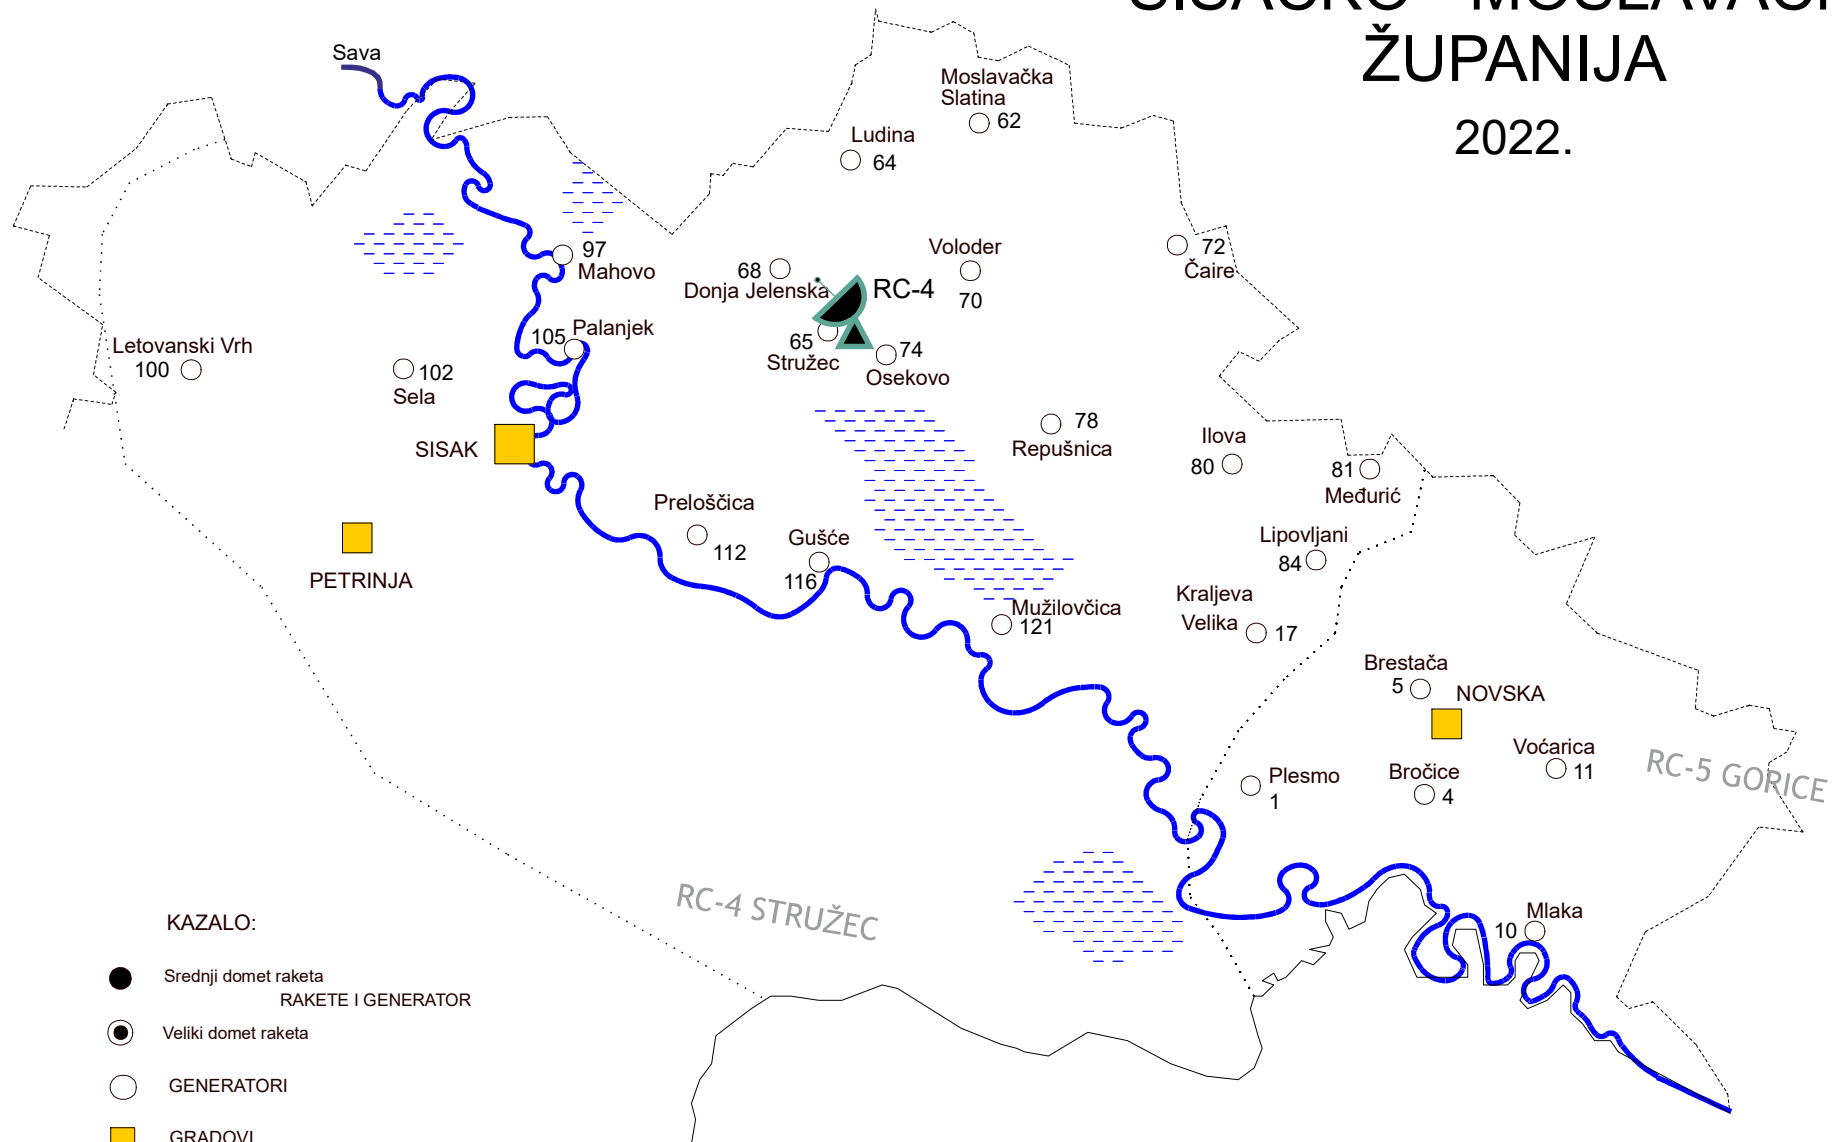 ŽUPANIJA
2022.
Sava
Moslavačka
Slatina
62
Ludina
64
97
Mahovo
68
Donja Jelenska
RC-4
Voloder
70
72
Čaire
Letovanski Vrh
100
102
Sela
105
Palanjek
65
Stružec
74
Osekovo
SISAK
78
Repušnica
Ilova
80
81
Međurić
Preloščica
112
Gušće
116
Lipovljani
84
PETRINJA
Mužilovčica
121
Kraljeva
Velika
17
Brestača
5
NOVSKA
Plesmo
1
Bročice
4
Voćarica
11
RC-5 GORICE
RC-4 STRUŽEC
Mlaka
10
KAZALO:
Srednji domet raketa
RAKETE I GENERATOR
Veliki domet raketa
GENERATORI
GRADOVI